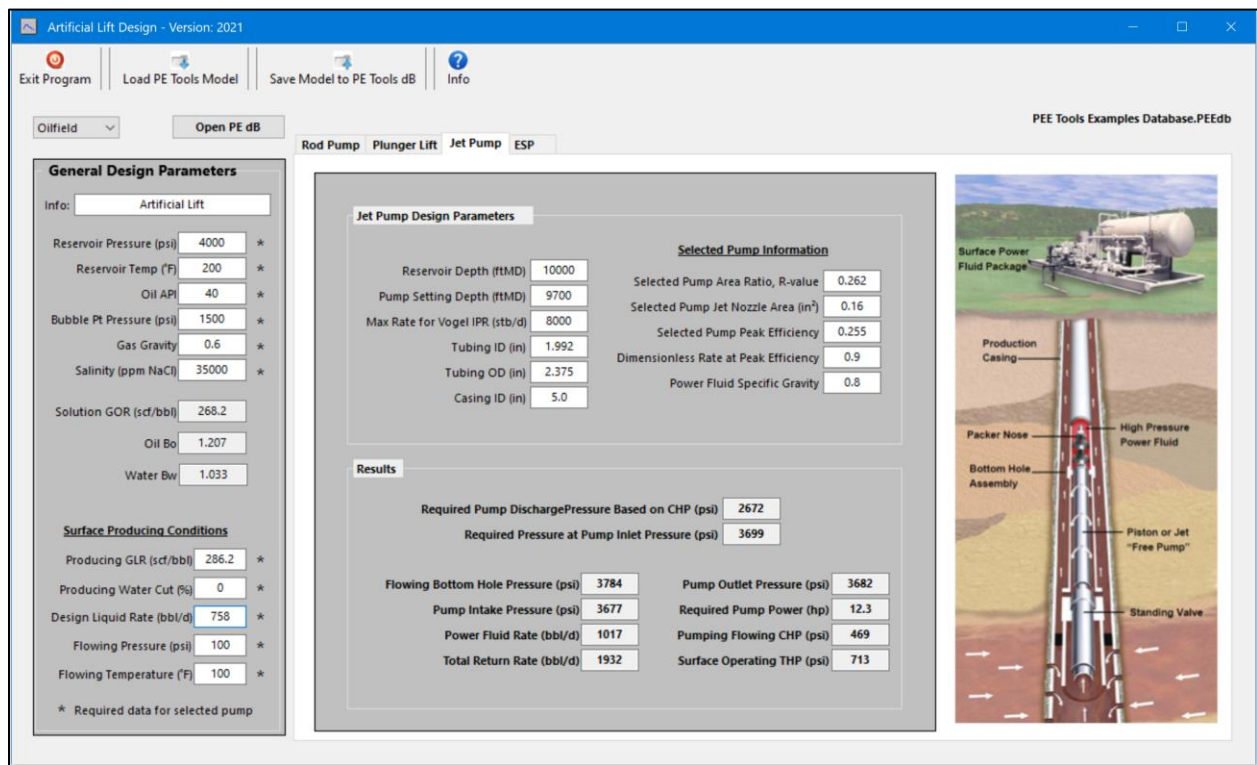 Artificial Lift Design - Version: 2021
Exit Program
Load PE Tools Model
Save Model to PE Tools dB
Info
Oilfield
Open PE dB
PEE Tools Examples Database.PEEdb
General Design Parameters
Info: Artificial Lift
Reservoir Pressure (psi) 4000 *
Reservoir Temp (°F) 200 *
Oil API 40 *
Bubble Pt Pressure (psi) 1500 *
Gas Gravity 0.6 *
Salinity (ppm NaCl) 35000 *
Solution GOR (scf/bbl) 268.2
Oil Bo 1.207
Water Bw 1.033
Surface Producing Conditions
Producing GLR (scf/bbl) 286.2 *
Producing Water Cut (%) 0 *
Design Liquid Rate (bbl/d) 758 *
Flowing Pressure (psi) 100 *
Flowing Temperature (°F) 100 *
* Required data for selected pump
Rod Pump Plunger Lift Jet Pump ESP
Jet Pump Design Parameters
Reservoir Depth (ftMD) 10000
Pump Setting Depth (ftMD) 9700
Max Rate for Vogel IPR (stb/d) 8000
Tubing ID (in) 1.992
Tubing OD (in) 2.375
Casing ID (in) 5.0
Selected Pump Information
Selected Pump Area Ratio, R-value 0.262
Selected Pump Jet Nozzle Area (in²) 0.16
Selected Pump Peak Efficiency 0.255
Dimensionless Rate at Peak Efficiency 0.9
Power Fluid Specific Gravity 0.8
Results
Required Pump DischargePressure Based on CHP (psi) 2672
Required Pressure at Pump Inlet Pressure (psi) 3699
Flowing Bottom Hole Pressure (psi) 3784
Pump Intake Pressure (psi) 3677
Power Fluid Rate (bbl/d) 1017
Total Return Rate (bbl/d) 1932
Pump Outlet Pressure (psi) 3682
Required Pump Power (hp) 12.3
Pumping Flowing CHP (psi) 469
Surface Operating THP (psi) 713
Surface Power
Fluid Package
Production
Casing
High Pressure
Power Fluid
Packer Nose
Bottom Hole
Assembly
Piston or Jet
"Free Pump"
Standing Valve